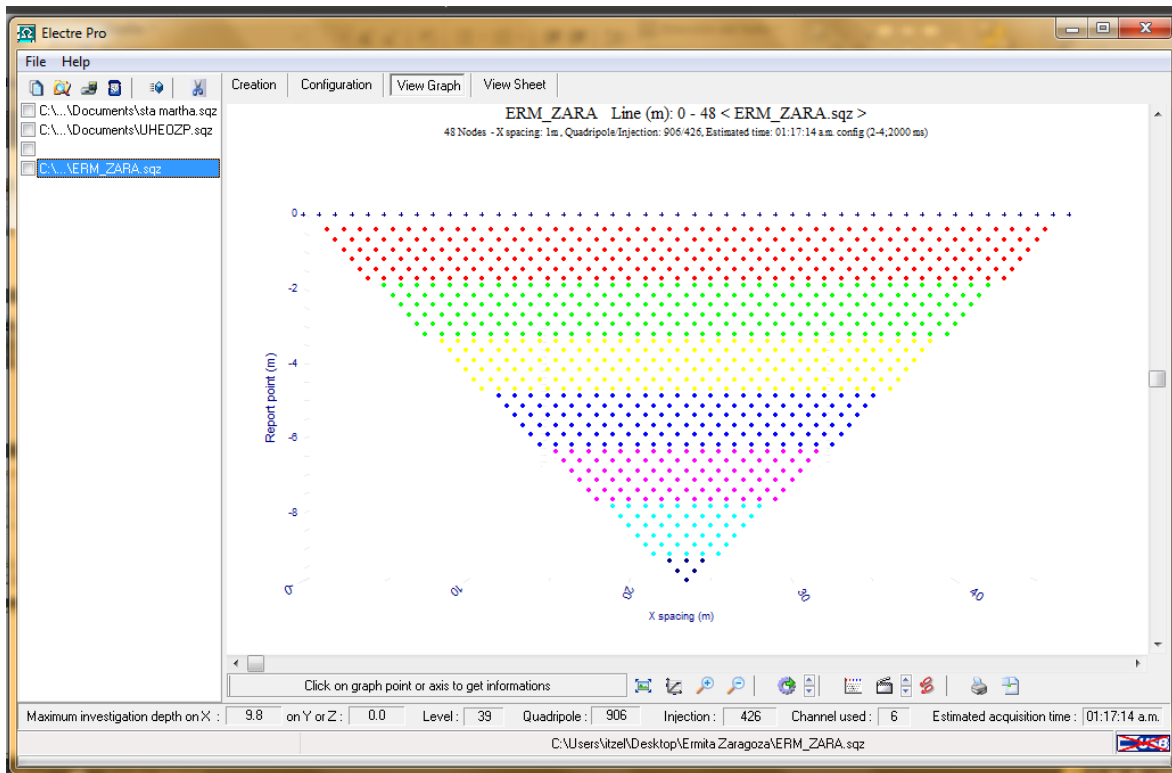 Electre Pro
File Help
Creation Configuration View Graph View Sheet
C:\...\Documents\sta martha.sqz
C:\...\Documents\UHEOZP.sqz
C:\...\ERM_ZARA.sqz
ERM_ZARA Line (m): 0 - 48 < ERM_ZARA.sqz >
48 Nodes - X spacing: 1m, Quadripole/Injection: 906/426, Estimated time: 01:17:14 a.m. config (2-4;2000 ms)
0
-2
-4
-6
-8
Report point (m)
0 10 20 30 40
X spacing (m)
Click on graph point or axis to get informations
Maximum investigation depth on X : 9.8 on Y or Z : 0.0 Level : 39 Quadripole : 906 Injection : 426 Channel used : 6 Estimated acquisition time : 01:17:14 a.m.
C:\Users\itzel\Desktop\Ermita Zaragoza\ERM_ZARA.sqz
USB